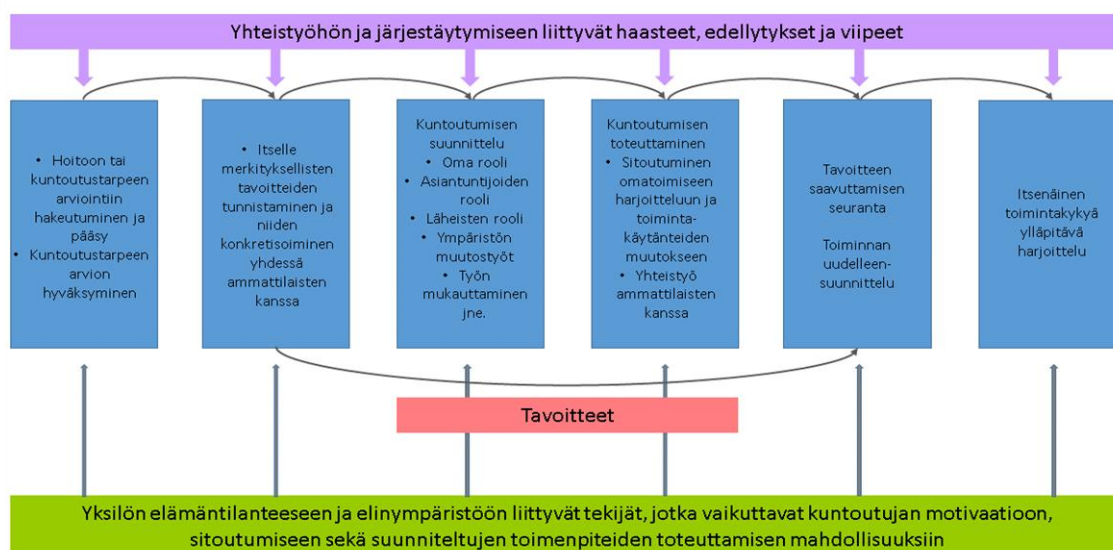 Yhteistyöhön ja järjestäytymiseen liittyvät haasteet, edellytykset ja viipeet
• Hoitoon tai
kuntoutustarpeen
arviointiin
hakeutuminen ja
pääsy
• Kuntoutustarpeen
arvion
hyväksyminen
• Itselle
merkityksellisten
tavoitteiden
tunnistaminen ja
niiden
konkretisoiminen
yhdessä
ammattilaisten
kanssa
Kuntoutumisen
suunnittelu
• Oma rooli
• Asiantuntijoiden
rooli
• Läheisten rooli
• Ympäristön
muutostyöt
• Työn
mukauttaminen
jne.
Kuntoutumisen
toteuttaminen
• Sitoutuminen
omatoimiseen
harjoitteluun ja
toiminta-
käytänteiden
muutokseen
• Yhteistyö
ammattilaisten
kanssa
Tavoitteen
saavuttamisen
seuranta
Toiminnan
uudelleen-
suunnittelu
Itsenäinen
toimintakykyä
ylläpitävä
harjoittelu
Tavoitteet
Yksilön elämäntilanteeseen ja elinympäristöön liittyvät tekijät, jotka vaikuttavat kuntoutujan motivaatioon,
sitoutumiseen sekä suunniteltujen toimenpiteiden toteuttamisen mahdollisuuksiin